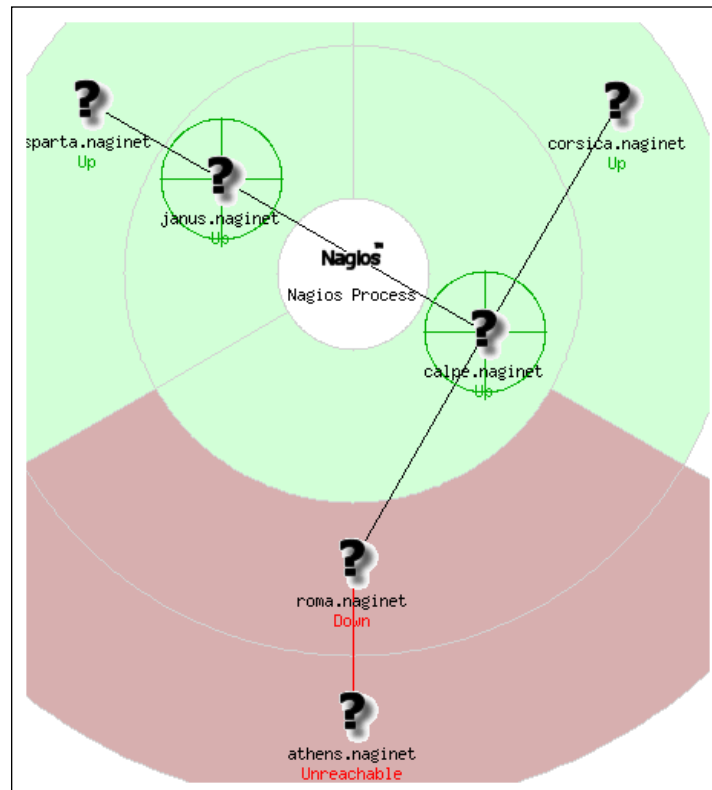 sparta.naginet
Up
corsica.naginet
Up
janus.naginet
Up
Nagios™
Nagios Process
calpe.naginet
Up
roma.naginet
Down
athens.naginet
Unreachable